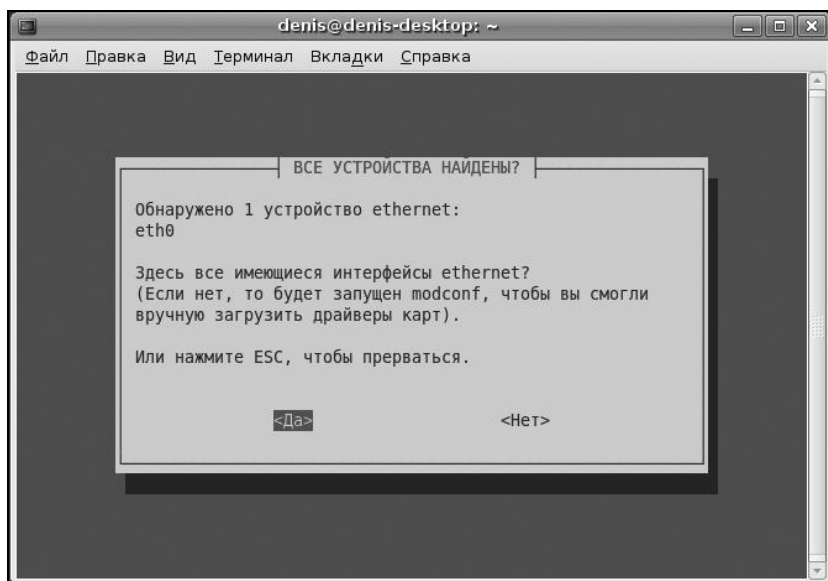 denis@denis-desktop: ~
Файл Правка Вид Терминал Вкладки Справка
ВСЕ УСТРОЙСТВА НАЙДЕНЫ?
Обнаружено 1 устройство ethernet:
eth0
Здесь все имеющиеся интерфейсы ethernet?
(Если нет, то будет запущен modconf, чтобы вы смогли
вручную загрузить драйверы карт).
Или нажмите ESC, чтобы прерваться.
<Да> <Нет>